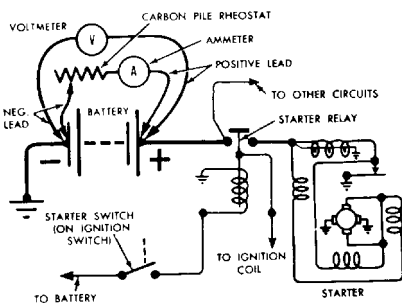 CARBON PILE RHEOSTAT
VOLTMETER
V
AMMETER
A
POSITIVE LEAD
NEG.
LEAD
BATTERY
TO OTHER CIRCUITS
STARTER RELAY
STARTER SWITCH
(ON IGNITION
SWITCH)
TO IGNITION
COIL
TO BATTERY
STARTER